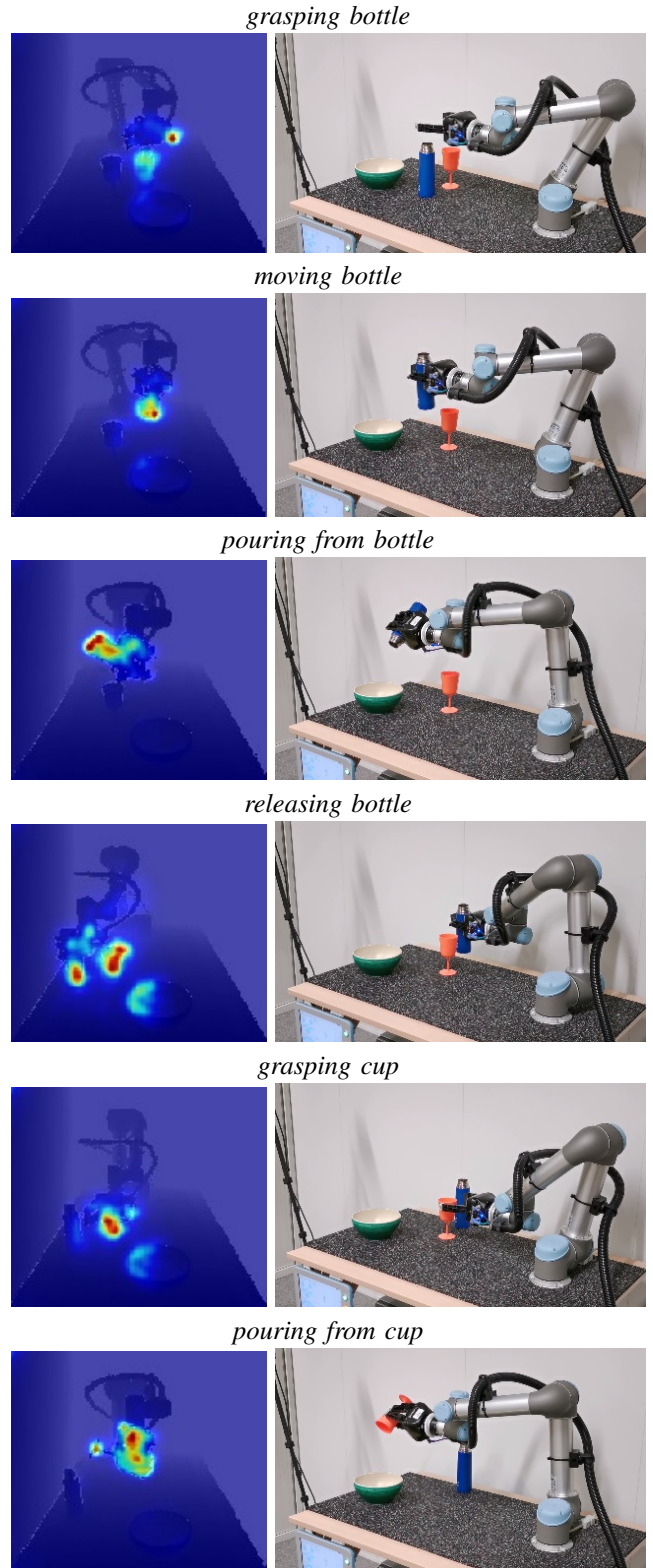 grasping bottle
moving bottle
pouring from bottle
releasing bottle
grasping cup
pouring from cup